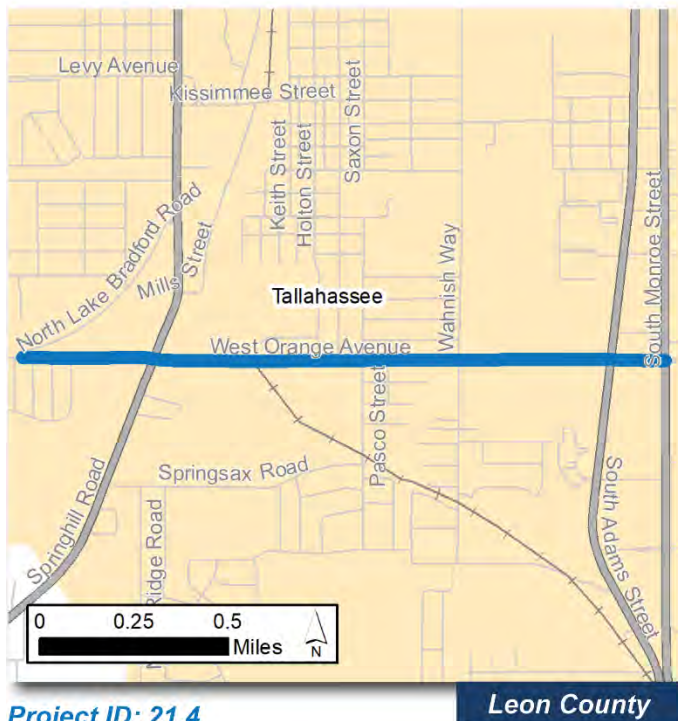 Levy Avenue
Kissimmee Street
Saxon Street
Keith Street
Holton Street
North Lake Bradford Road
Mills Street
Wahnish Way
South Monroe Street
Tallahassee
West Orange Avenue
Pasco Street
Springsax Road
Springhill Road
Ridge Road
South Adams Street
0 0.25 0.5
Miles
N
Project ID: 21.4
Leon County